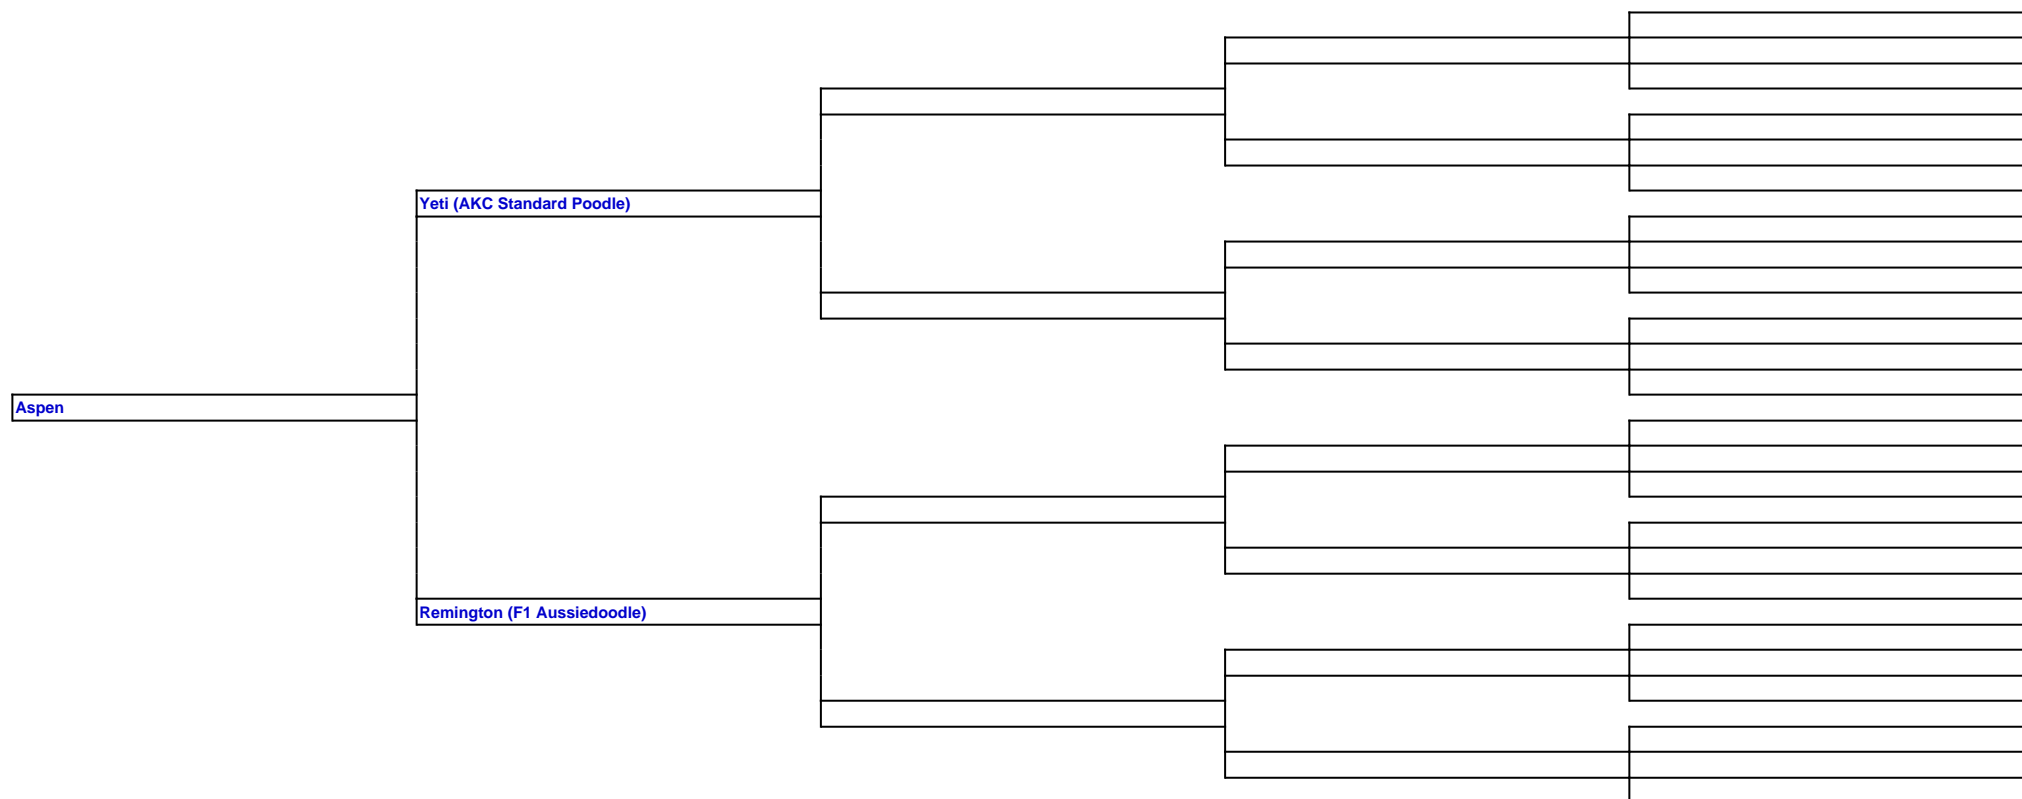 Yeti (AKC Standard Poodle)
Aspen
Remington (F1 Aussiedoodle)